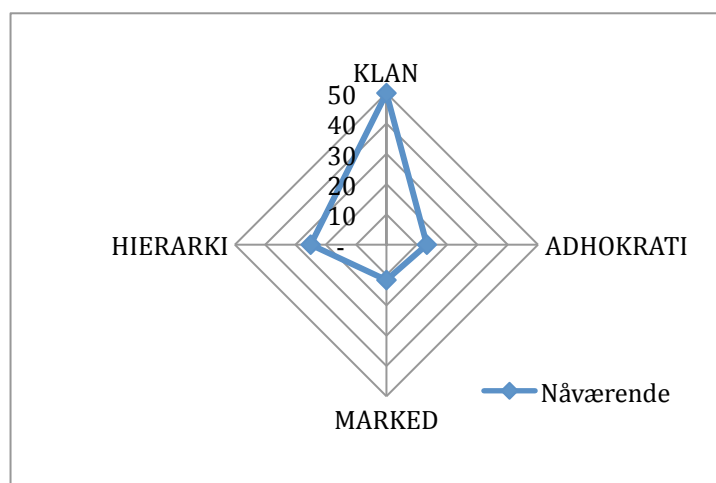 KLAN
50
40
30
20
10
HIERARKI
-
ADHOKRATI
Nåværende
MARKED